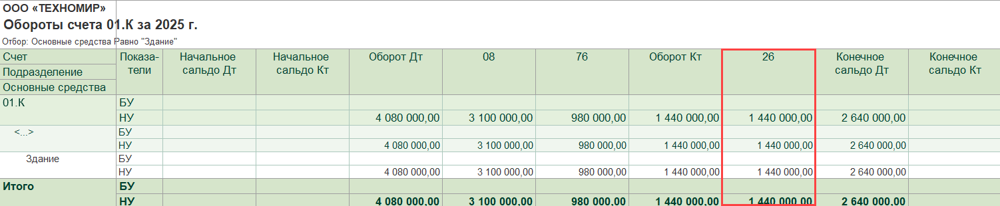 ООО «ТЕХНОМИР»
Обороты счета 01.К за 2025 г.
Отбор: Основные средства Равно "Здание"
Счет Показа- Начальное Начальное Оборот Дт 08 76 Оборот Кт 26 Конечное Конечное
Подразделение тели сальдо Дт сальдо Кт сальдо Дт сальдо Кт
Основные средства
01.К БУ
НУ 4 080 000,00 3 100 000,00 980 000,00 1 440 000,00 1 440 000,00 2 640 000,00
<...> БУ
НУ 4 080 000,00 3 100 000,00 980 000,00 1 440 000,00 1 440 000,00 2 640 000,00
Здание БУ
НУ 4 080 000,00 3 100 000,00 980 000,00 1 440 000,00 1 440 000,00 2 640 000,00
Итого БУ
НУ 4 080 000,00 3 100 000,00 980 000,00 1 440 000,00 1 440 000,00 2 640 000,00